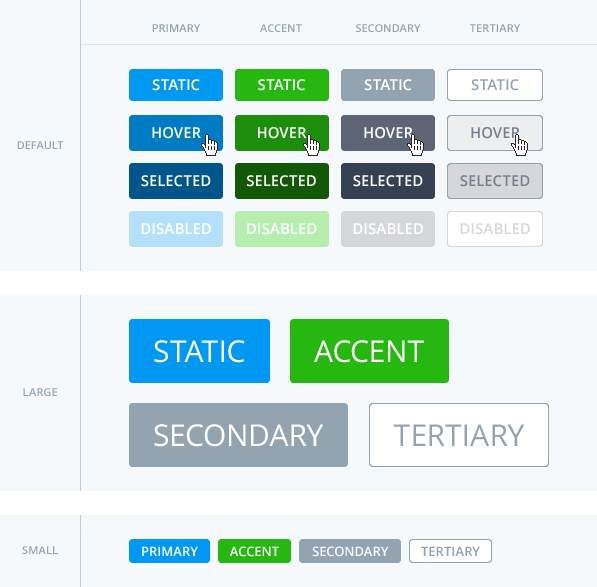 PRIMARY ACCENT SECONDARY TERTIARY
DEFAULT
STATIC STATIC STATIC STATIC
HOVER HOVER HOVER HOVER
SELECTED SELECTED SELECTED SELECTED
DISABLED DISABLED DISABLED DISABLED
LARGE
STATIC ACCENT
SECONDARY TERTIARY
SMALL
PRIMARY ACCENT SECONDARY TERTIARY